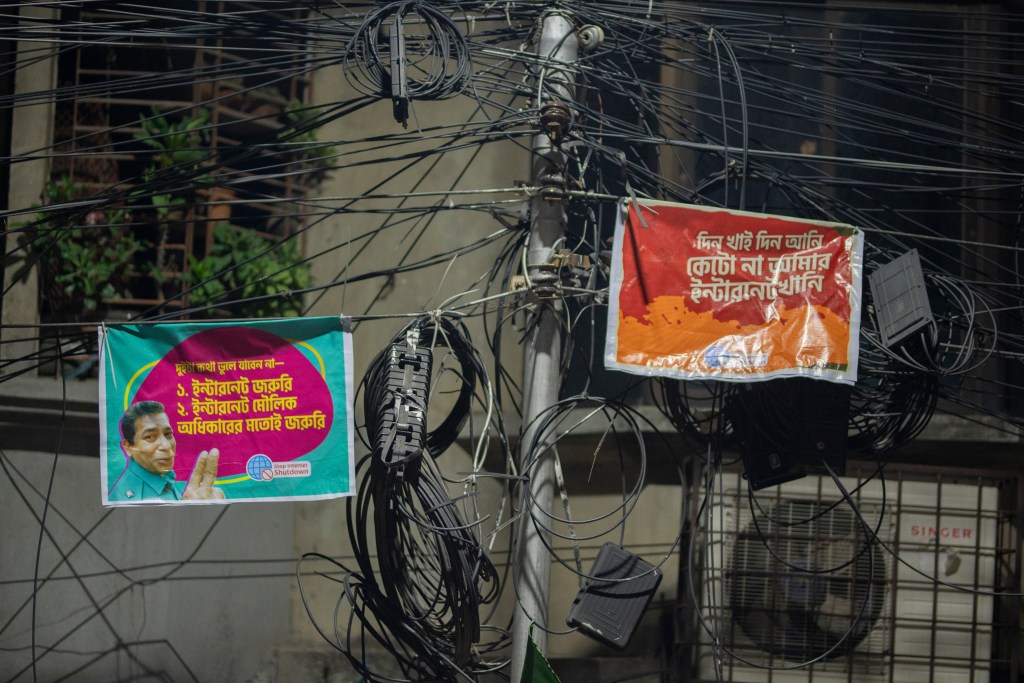 দুইটা কথা ভুলে যাবেন না—
১. ইন্টারনেট জরুরি
২. ইন্টারনেট মৌলিক
অধিকারের মতোই জরুরি
Stop Internet
Shutdown
দিন খাই দিন আনি
কেটো না আমার
ইন্টারনেট খানি
SINGER